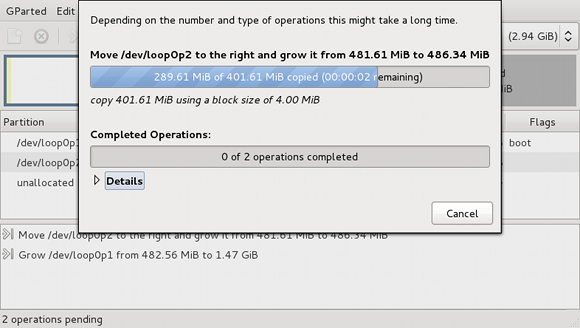 GParted Edit
Depending on the number and type of operations this might take a long time.
(2.94 GiB)
Move /dev/loop0p2 to the right and grow it from 481.61 MiB to 486.34 MiB
289.61 MiB of 401.61 MiB copied (00:00:02 remaining)
copy 401.61 MiB using a block size of 4.00 MiB
Partition
Flags
Completed Operations:
/dev/loop0p1
boot
0 of 2 operations completed
/dev/loop0p2
unallocated
Details
Cancel
Move /dev/loop0p2 to the right and grow it from 481.61 MiB to 486.34 MiB
Grow /dev/loop0p1 from 482.56 MiB to 1.47 GiB
2 operations pending